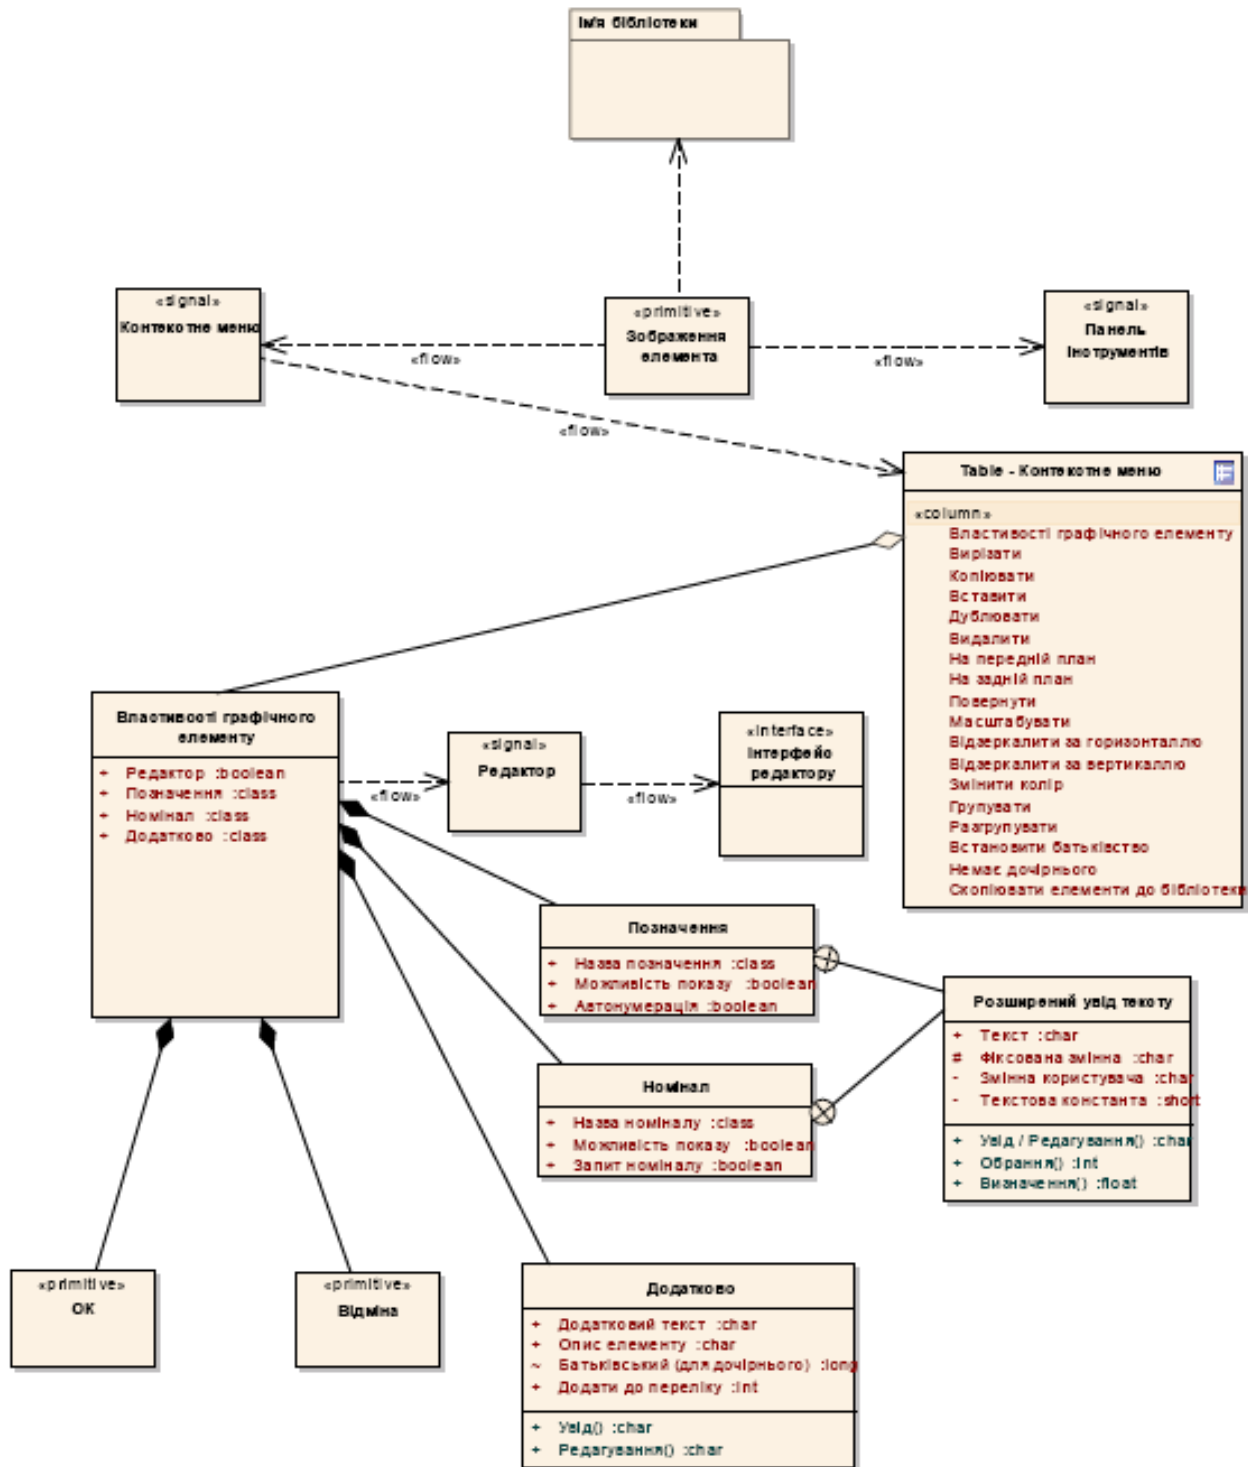 Ім'я бібліотеки
«signal»
Контекстне меню
«primitive»
Зображення
елемента
«signal»
Панель
інструментів
«flow»
«flow»
«flow»
Table - Контекстне меню
«column»
Властивості графічного елементу
Вирізати
Копіювати
Вставити
Дублювати
Видалити
На передній план
На задній план
Повернути
Масштабувати
Відзеркалити за горизонталлю
Відзеркалити за вертикаллю
Змінити колір
Групувати
Разгрупувати
Встановити батьківство
Немає дочірнього
Скопіювати елементи до бібліотеки
Властивості графічного
елементу
+ Редактор :boolean
+ Позначення :class
+ Номінал :class
+ Додатково :class
«flow»
«signal»
Редактор
«flow»
«interface»
Інтерфейс
редактору
Позначення
+ Назва позначення :class
+ Можливість показу :boolean
+ Автонумерація :boolean
Розширений увід тексту
+ Текст :char
# Фіксована змінна :char
- Змінна користувача :char
- Текстова константа :short
+ Увід / Редагування() :char
+ Обрання() :int
+ Визначення() :float
Номінал
+ Назва номіналу :class
+ Можливість показу :boolean
+ Запит номіналу :boolean
«primitive»
ОК
«primitive»
Відміна
Додатково
+ Додатковий текст :char
+ Опис елементу :char
~ Батьківський (для дочірнього) :long
+ Додати до переліку :int
+ Увід() :char
+ Редагування() :char